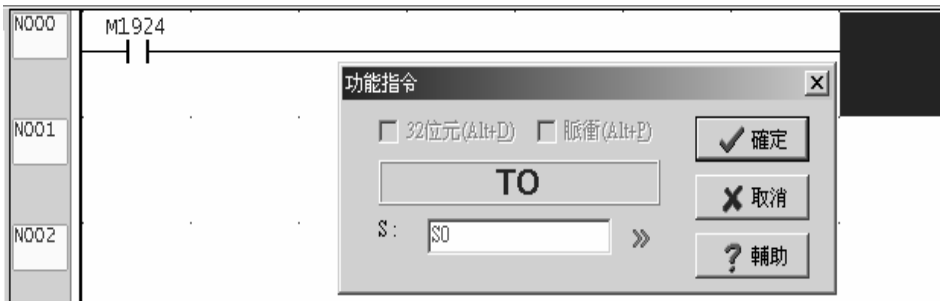 N000
M1924
功能指令
32位元(Alt+D) 脈衝(Alt+P)
確定
N001
TO
取消
S: S0
N002
輔助